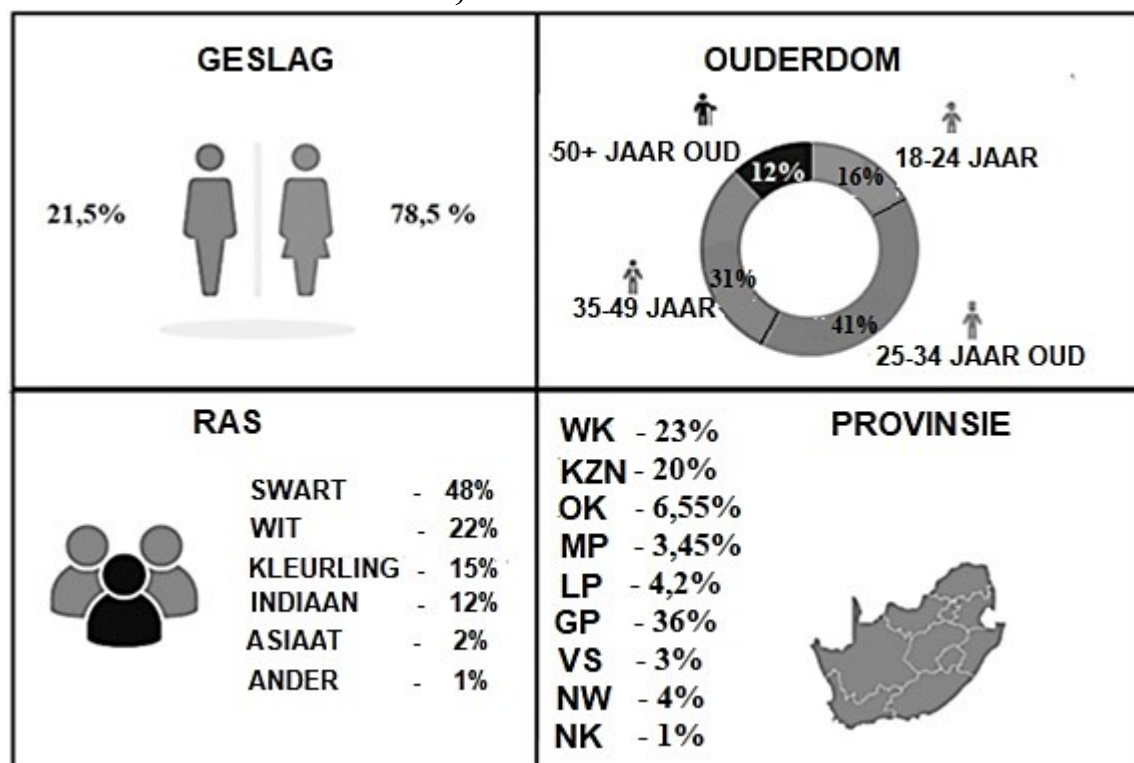 GESLAG
21,5%
78,5 %
OUDERDOM
50+ JAAR OUD
12%
16%
18-24 JAAR
31%
35-49 JAAR
41%
25-34 JAAR OUD
RAS
SWART - 48%
WIT - 22%
KLEURLING - 15%
INDIAAN - 12%
ASIAAT - 2%
ANDER - 1%
PROVINSIE
WK - 23%
KZN - 20%
OK - 6,55%
MP - 3,45%
LP - 4,2%
GP - 36%
VS - 3%
NW - 4%
NK - 1%